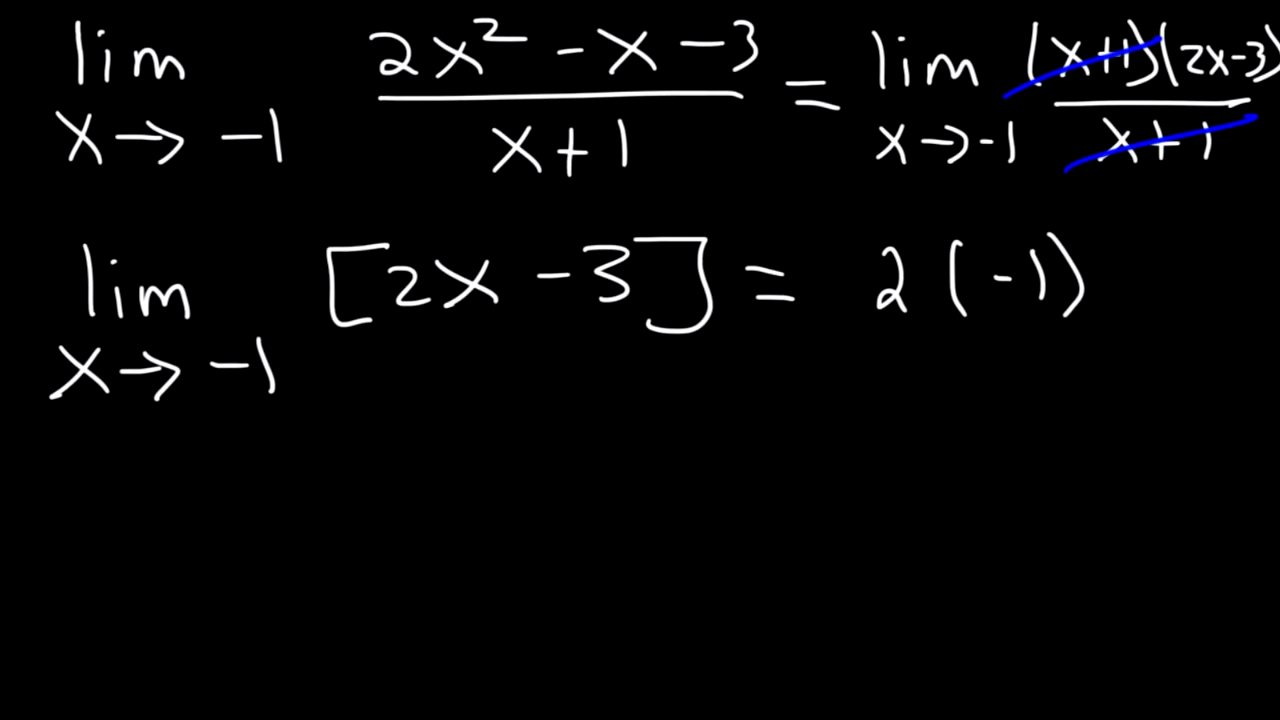 lim 2x² - x - 3 / x + 1 = lim (x+1)(2x-3) / x + 1
x → -1 x → -1
lim [2x - 3] = 2(-1)
x → -1